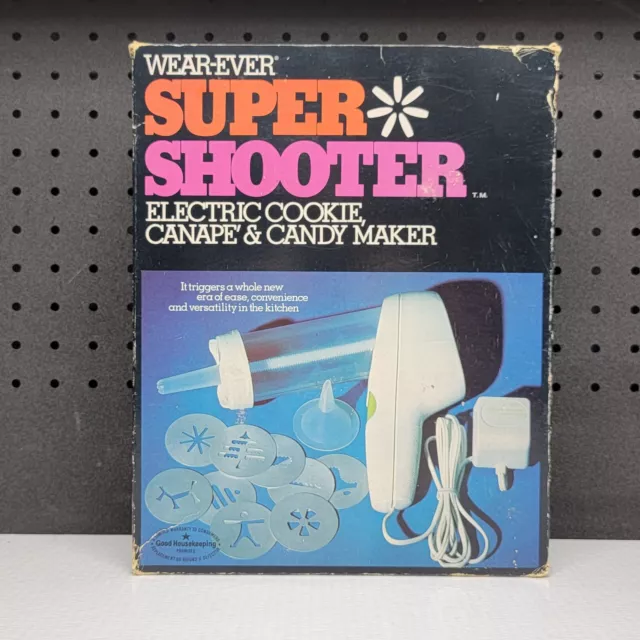 WEAR-EVER®
SUPER
SHOOTER T.M.
ELECTRIC COOKIE,
CANAPE' & CANDY MAKER
It triggers a whole new
era of ease, convenience
and versatility in the kitchen
Good Housekeeping
PROMISES